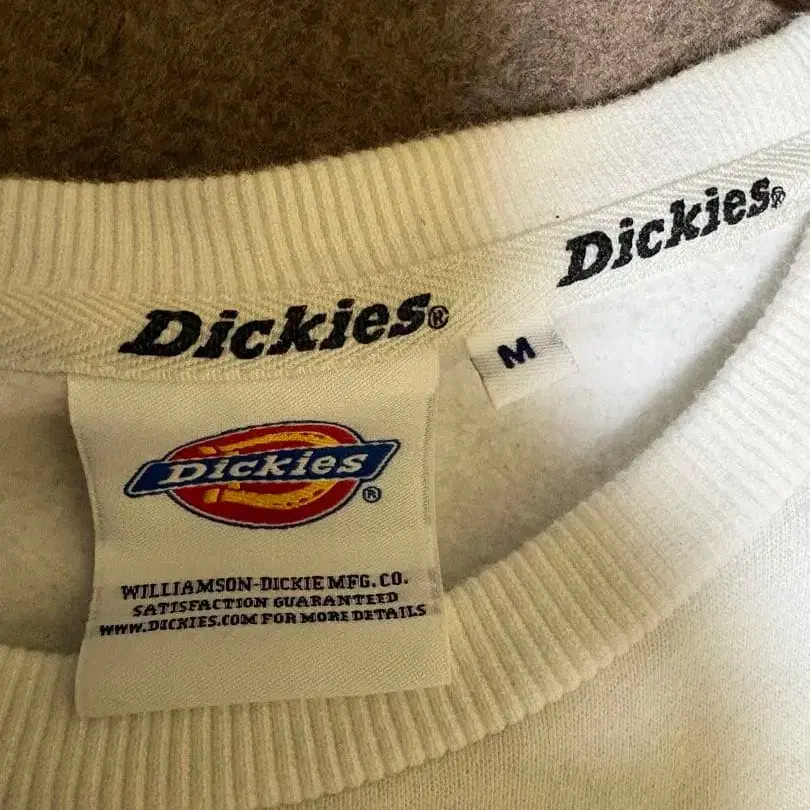 Dickies®
Dickies®
M
Dickies®
WILLIAMSON-DICKIE MFG. CO.
SATISFACTION GUARANTEED
WWW.DICKIES.COM FOR MORE DETAILS